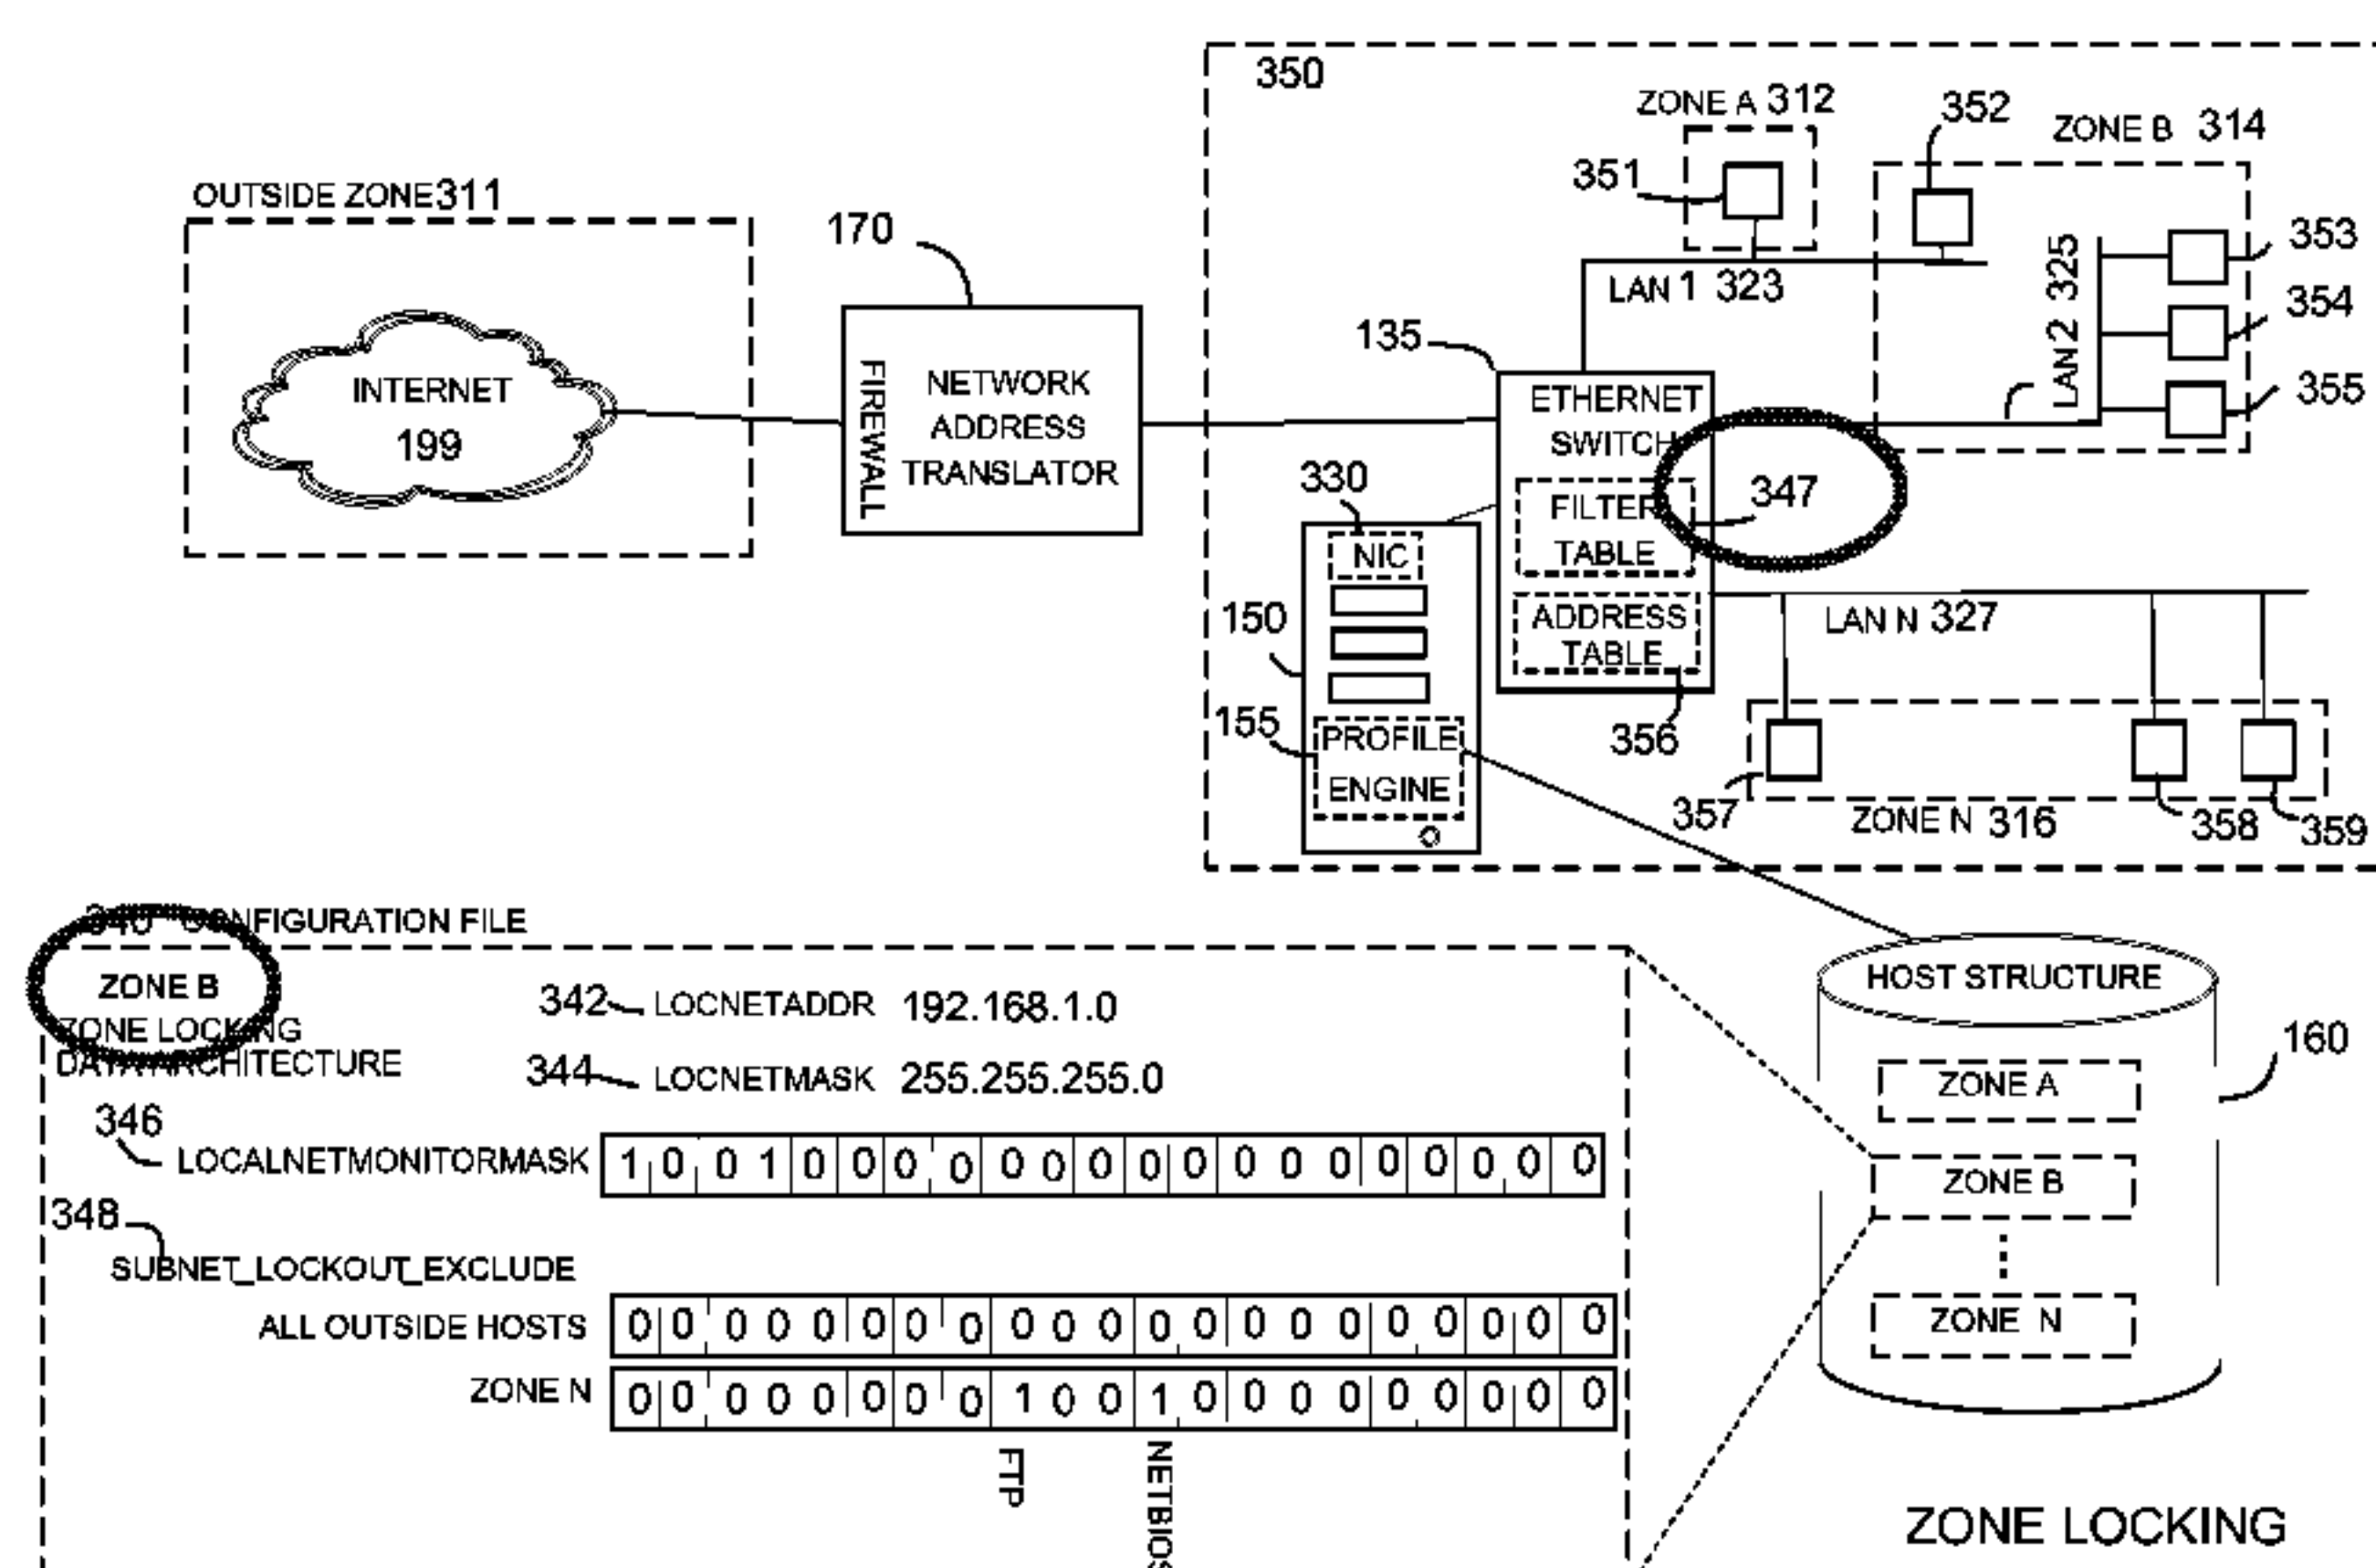 350
ZONE A 312
352
ZONE B 314
351
OUTSIDE ZONE 311
170
353
LAN 1 323
LAN 2 325
354
135
355
INTERNET
199
FIREWALL
NETWORK
ADDRESS
TRANSLATOR
ETHERNET
SWITCH
330
347
FILTER
TABLE
NIC
150
ADDRESS
TABLE
LAN N 327
155
PROFILE
ENGINE
356
357
ZONE N 316
358
359
CONFIGURATION FILE
ZONE B
ZONE LOCKING
DATA ARCHITECTURE
342 LOCNETADDR 192.168.1.0
344 LOCNETMASK 255.255.255.0
HOST STRUCTURE
160
ZONE A
ZONE B
ZONE N
346
LOCALNETMONITORMASK 1 0 0 1 0 0 0 0 0 0 0 0 0 0 0 0 0 0 0 0 0
348
SUBNET_LOCKOUT_EXCLUDE
ALL OUTSIDE HOSTS 0 0 0 0 0 0 0 0 0 0 0 0 0 0 0 0 0 0 0 0 0
ZONE N 0 0 0 0 0 0 0 0 1 0 0 1 0 0 0 0 0 0 0 0 0
FTP
NETBIOS
ZONE LOCKING